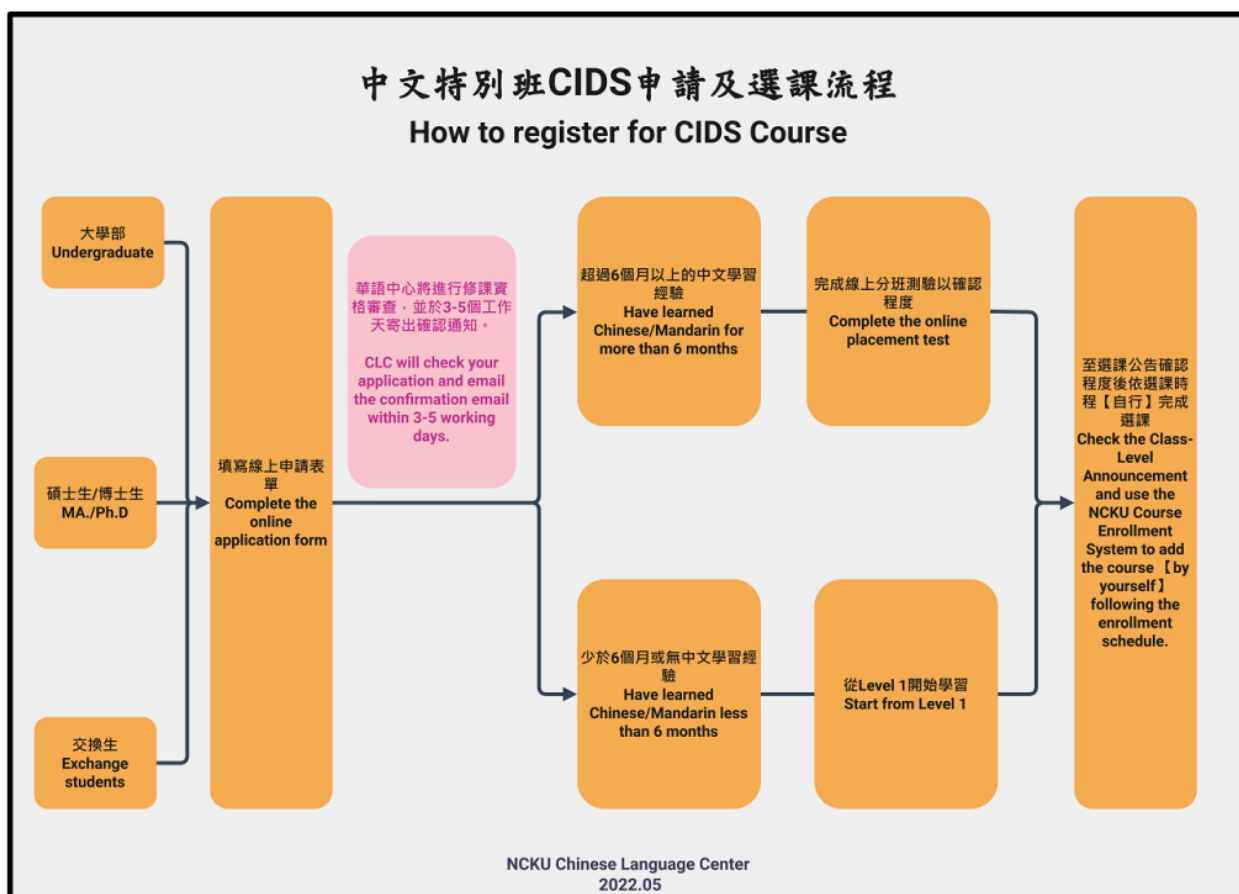 中文特別班CIDS申請及選課流程
How to register for CIDS Course
大學部
Undergraduate
碩士生/博士生
MA./Ph.D
交換生
Exchange
students
填寫線上申請表
單
Complete the
online
application form
華語中心將進行修課資
格審查，並於3-5個工作
天寄出確認通知。
CLC will check your
application and email
the confirmation email
within 3-5 working
days.
超過6個月以上的中文學習
經驗
Have learned
Chinese/Mandarin for
more than 6 months
完成線上分班測驗以確認
程度
Complete the online
placement test
少於6個月或無中文學習經
驗
Have learned
Chinese/Mandarin less
than 6 months
從Level 1開始學習
Start from Level 1
至選課公告確認
程度後依選課時
程【自行】完成
選課
Check the Class-
Level
Announcement
and use the
NCKU Course
Enrollment
System to add
the course【by
yourself】
following the
enrollment
schedule.
NCKU Chinese Language Center
2022.05